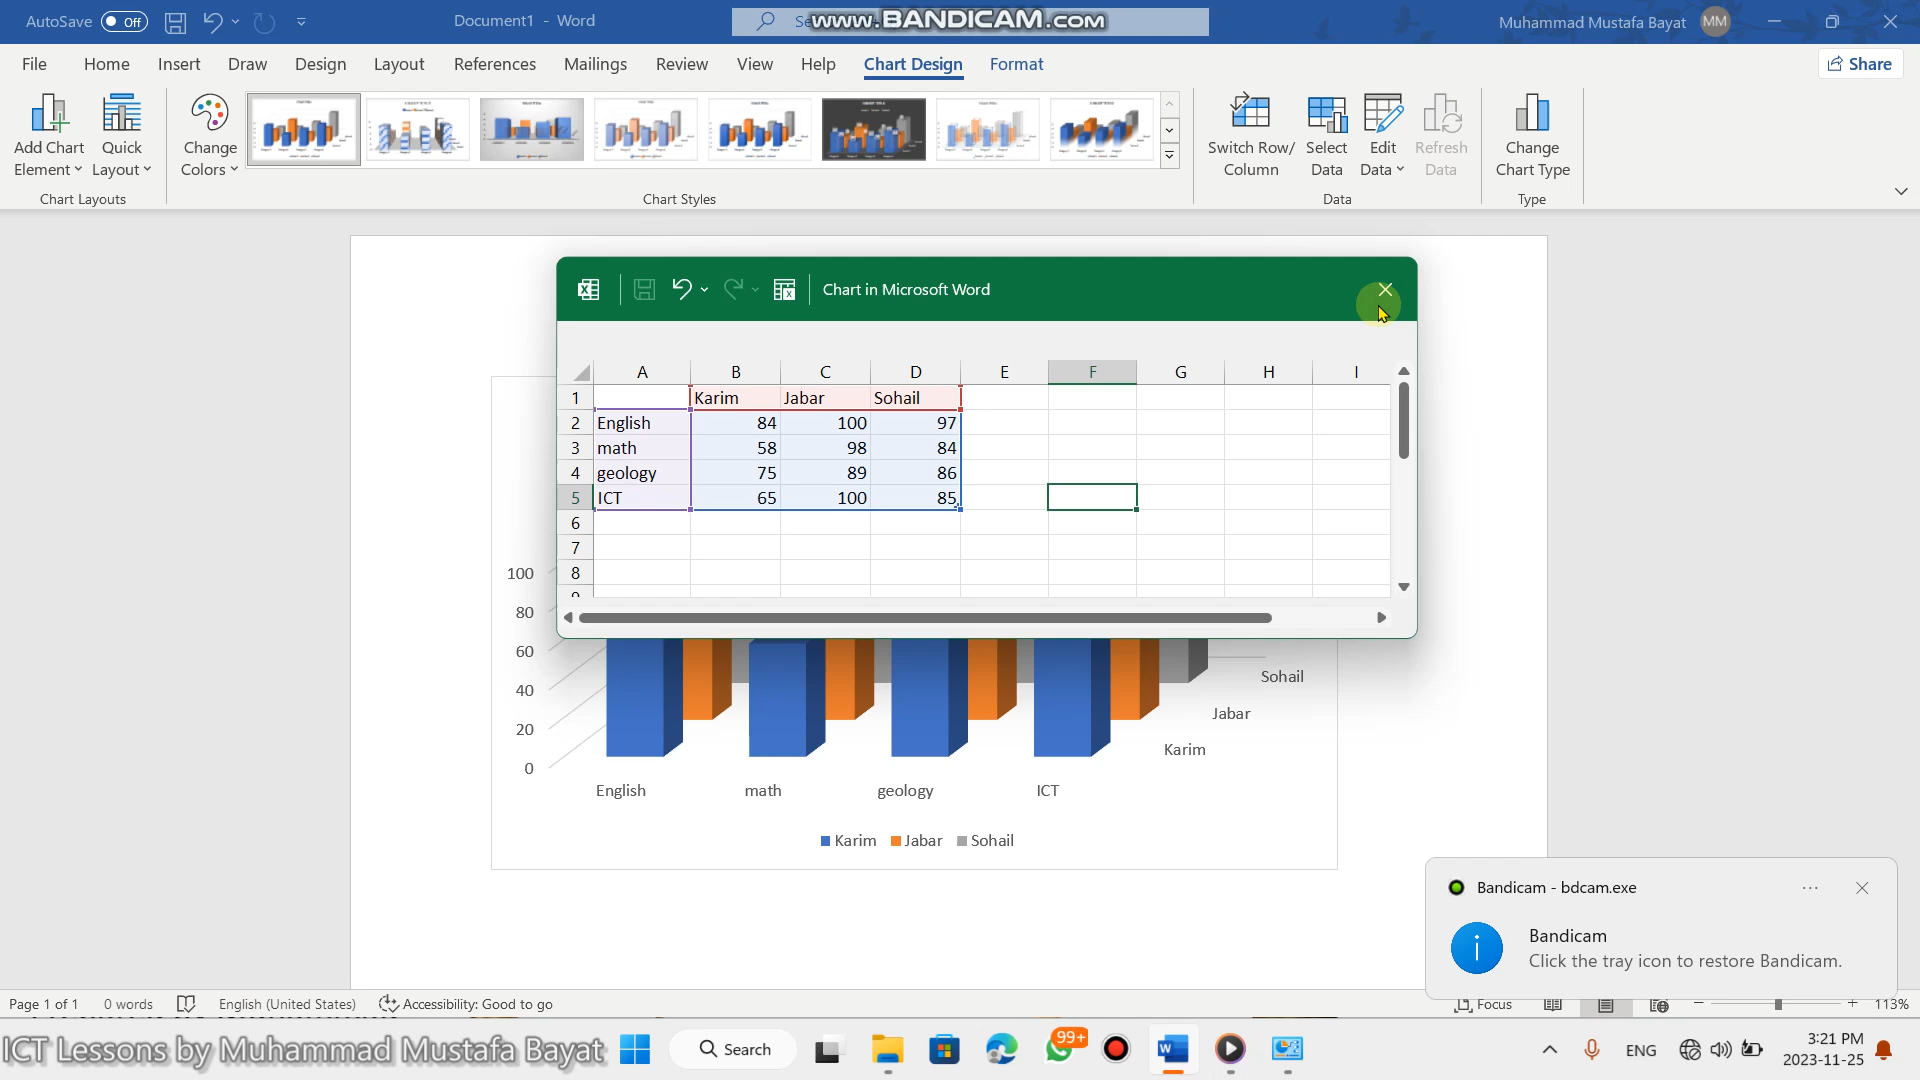 AutoSave Off Document1 - Word Se www.BANDICAM.com Muhammad Mustafa Bayat MM
File Home Insert Draw Design Layout References Mailings Review View Help Chart Design Format Share
Add Chart Element Quick Layout Change Colors Switch Row/ Column Select Data Edit Data Refresh Data Change Chart Type
Chart Layouts Chart Styles Data Type
Chart in Microsoft Word
A B C D E F G H I
1 Karim Jabar Sohail
2 English 84 100 97
3 math 58 98 84
4 geology 75 89 86
5 ICT 65 100 85
6
7
8
9
100
80
60
40
20
0
Sohail
Jabar
Karim
English math geology ICT
Karim Jabar Sohail
Bandicam - bdcam.exe
Bandicam
Click the tray icon to restore Bandicam.
Page 1 of 1 0 words English (United States) Accessibility: Good to go Focus 113%
ICT Lessons by Muhammad Mustafa Bayat Search 99+ ENG 3:21 PM
2023-11-25